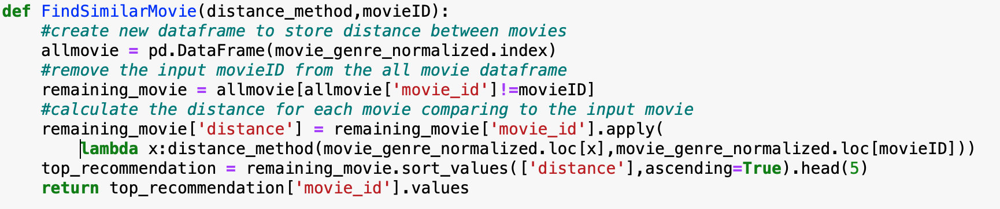 def FindSimilarMovie(distance_method,movieID):
    #create new dataframe to store distance between movies
    allmovie = pd.DataFrame(movie_genre_normalized.index)
    #remove the input movieID from the all movie dataframe
    remaining_movie = allmovie[allmovie['movie_id']!=movieID]
    #calculate the distance for each movie comparing to the input movie
    remaining_movie['distance'] = remaining_movie['movie_id'].apply(
        lambda x:distance_method(movie_genre_normalized.loc[x],movie_genre_normalized.loc[movieID]))
    top_recommendation = remaining_movie.sort_values(['distance'],ascending=True).head(5)
    return top_recommendation['movie_id'].values